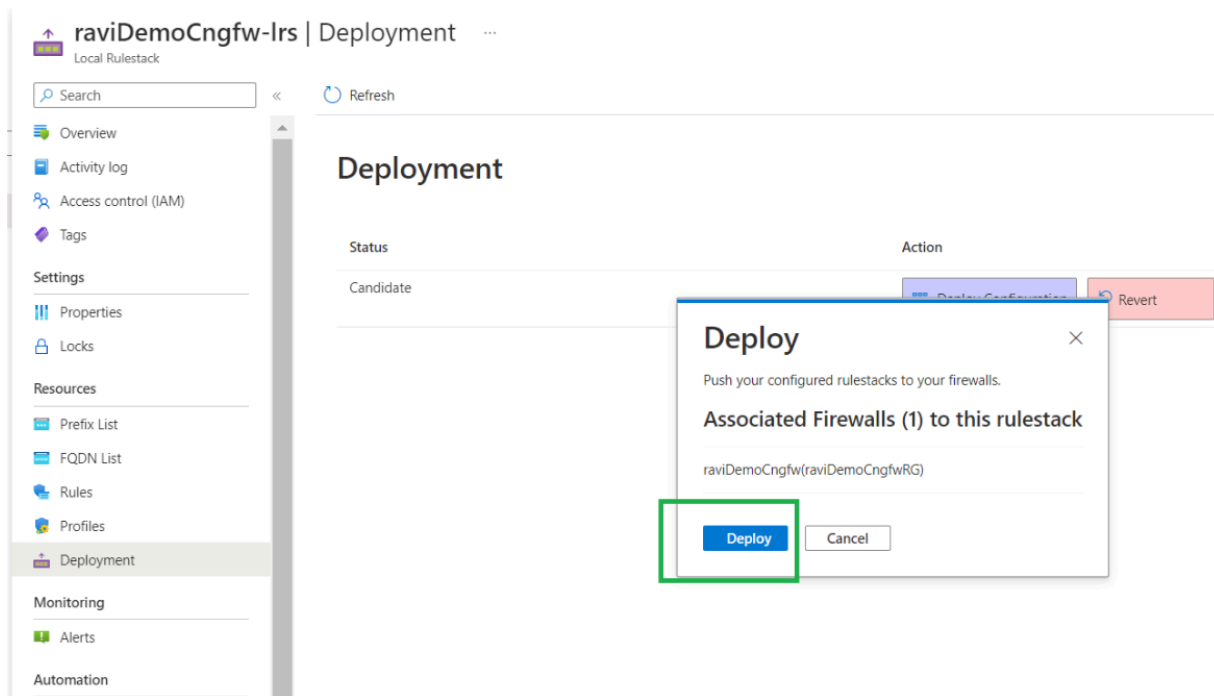 raviDemoCngfw-lrs | Deployment ...
Local Rulestack
Search
«
Refresh
Overview
Activity log
Access control (IAM)
Tags
Settings
Properties
Locks
Resources
Prefix List
FQDN List
Rules
Profiles
Deployment
Monitoring
Alerts
Automation
Deployment
Status Action
Candidate Deploy Configuration Revert
Deploy
Push your configured rulestacks to your firewalls.
Associated Firewalls (1) to this rulestack
raviDemoCngfw(raviDemoCngfwRG)
Deploy Cancel